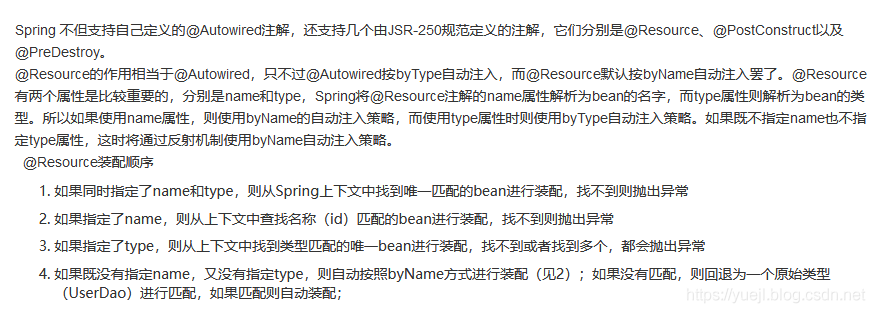 Spring 不但支持自己定义的@Autowired注解，还支持几个由JSR-250规范定义的注解，它们分别是@Resource、@PostConstruct以及
@PreDestroy。
@Resource的作用相当于@Autowired，只不过@Autowired按byType自动注入，而@Resource默认按byName自动注入罢了。@Resource
有两个属性是比较重要的，分别是name和type，Spring将@Resource注解的name属性解析为bean的名字，而type属性则解析为bean的类
型。所以如果使用name属性，则使用byName的自动注入策略，而使用type属性时则使用byType自动注入策略。如果既不指定name也不指
定type属性，这时将通过反射机制使用byName自动注入策略。
@Resource装配顺序
1. 如果同时指定了name和type，则从Spring上下文中找到唯一匹配的bean进行装配，找不到则抛出异常
2. 如果指定了name，则从上下文中查找名称（id）匹配的bean进行装配，找不到则抛出异常
3. 如果指定了type，则从上下文中找到类型匹配的唯一bean进行装配，找不到或者找到多个，都会抛出异常
4. 如果既没有指定name，又没有指定type，则自动按照byName方式进行装配（见2）；如果没有匹配，则回退为一个原始类型
（UserDao）进行匹配，如果匹配则自动装配；
https://yueji.blog.csdn.net